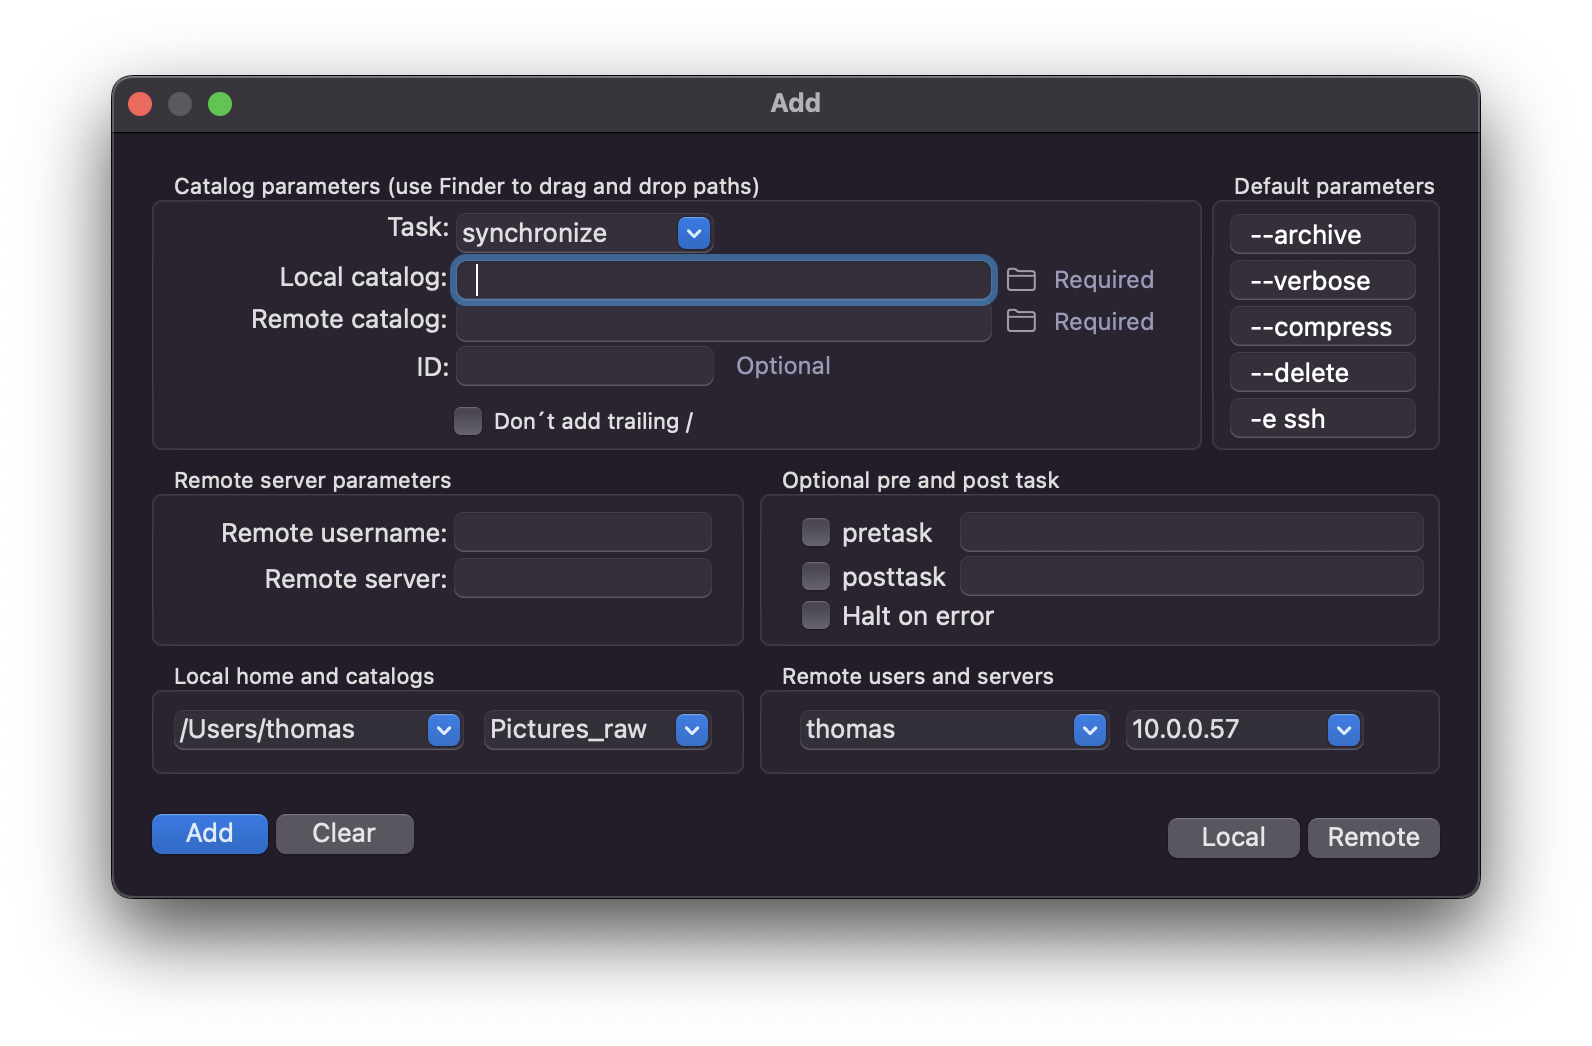 Add
Catalog parameters (use Finder to drag and drop paths)
Task: synchronize
Local catalog: Required
Remote catalog: Required
ID: Optional
Don´t add trailing /
Default parameters
--archive
--verbose
--compress
--delete
-e ssh
Remote server parameters
Remote username:
Remote server:
Optional pre and post task
pretask
posttask
Halt on error
Local home and catalogs
/Users/thomas Pictures_raw
Remote users and servers
thomas 10.0.0.57
Add Clear Local Remote